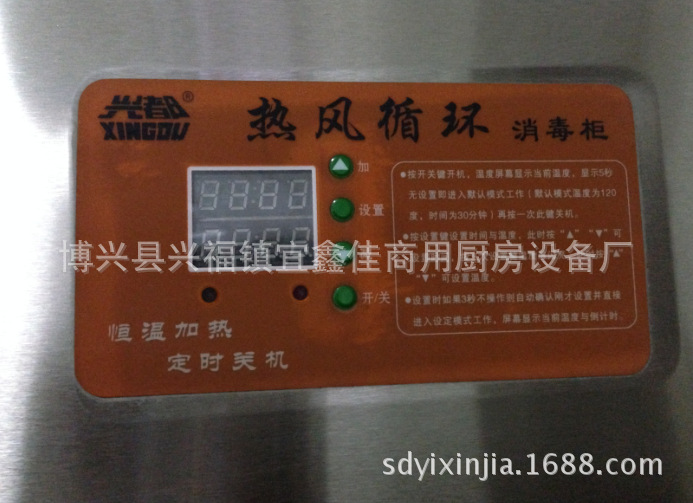 兴都®
XINGDU
热风循环 消毒柜
88:88
加
设置
开/关
恒温加热
定时关机
●按开关键开机，温度屏幕显示当前温度，显示5秒
无设置即进入默认模式工作（默认模式温度为120
度，时间为30分钟）再按一次此键关机。
●按设置键设置时间与温度，此时按“▲”“▼”可
“▼”可设置温度。
●设置时如果3秒不操作则自动确认刚才设置并直接
进入设定模式工作。屏幕显示当前温度与倒计时。
博兴县兴福镇宜鑫佳商用厨房设备厂
sdyixinjia.1688.com